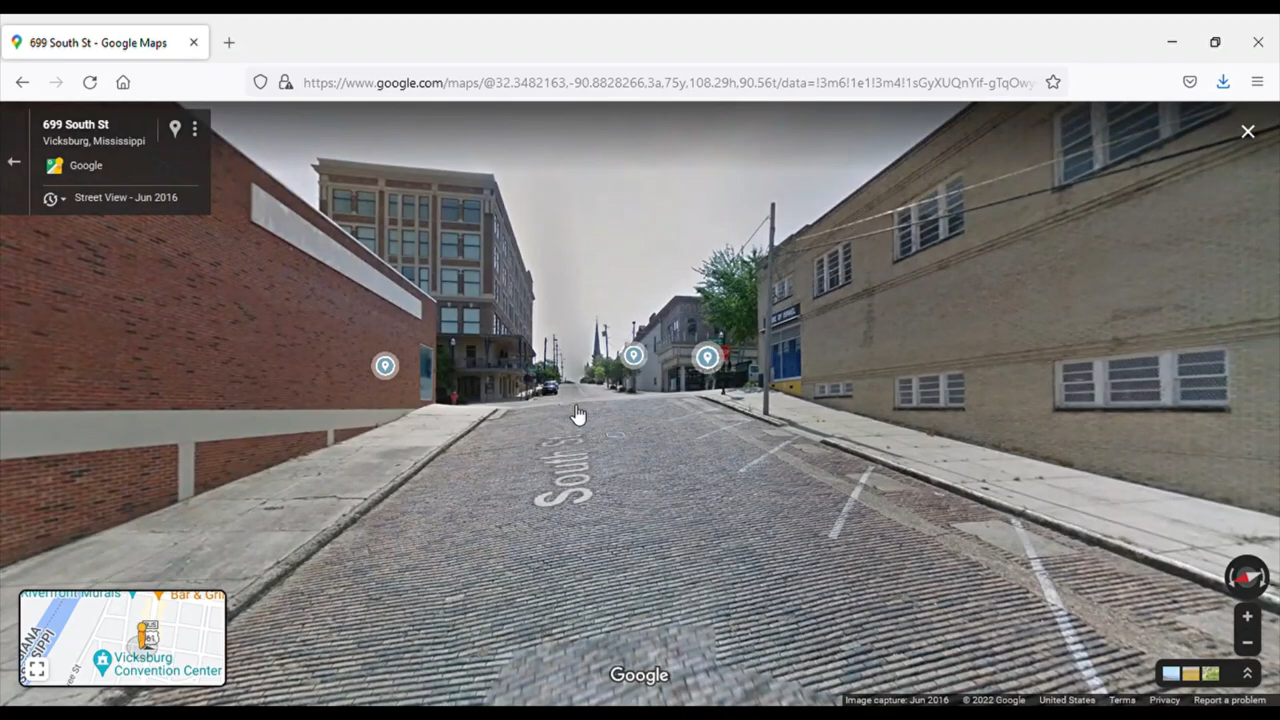 699 South St - Google Maps
https://www.google.com/maps/@32.3482163,-90.8828266,3a,75y,108.29h,90.56t/data=!3m6!1e1!3m4!1sGyXUQnYif-gTqOwy
699 South St
Vicksburg, Mississippi
Google
Street View - Jun 2016
South St
Riverfront Murals
Bar & Gri
Vicksburg
Convention Center
Google
Image capture: Jun 2016 © 2022 Google United States Terms Privacy Report a problem